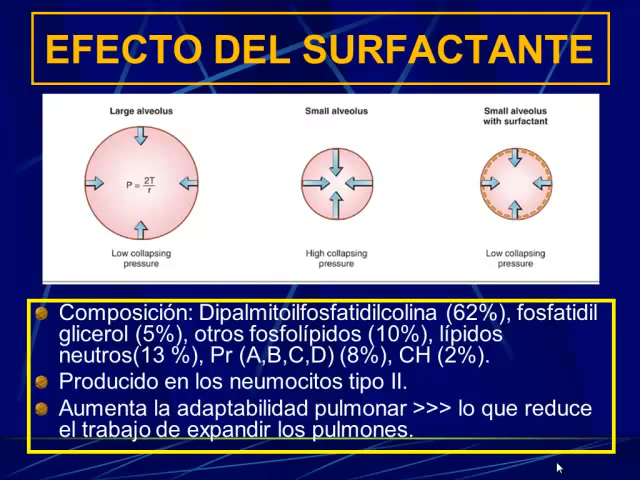 EFECTO DEL SURFACTANTE
Large alveolus
Small alveolus
Small alveolus
with surfactant
P = 2T/r
Low collapsing
pressure
High collapsing
pressure
Low collapsing
pressure
Composición: Dipalmitoilfosfatidilcolina (62%), fosfatidil
glicerol (5%), otros fosfolípidos (10%), lípidos
neutros(13 %), Pr (A,B,C,D) (8%), CH (2%).
Producido en los neumocitos tipo II.
Aumenta la adaptabilidad pulmonar >>> lo que reduce
el trabajo de expandir los pulmones.